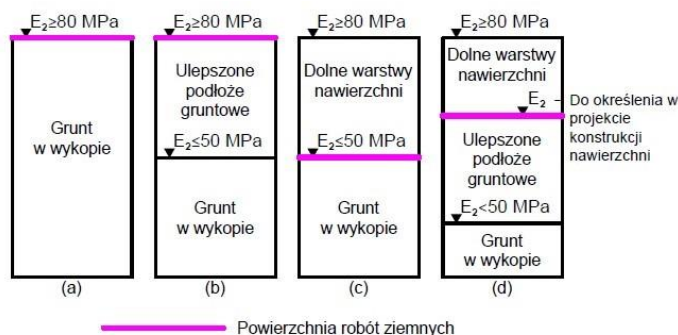 E₂≥80 MPa
Grunt
w wykopie
(a)
E₂≥80 MPa
Ulepszone
podłoże
gruntowe
E₂≤50 MPa
Grunt
w wykopie
(b)
E₂≥80 MPa
Dolne warstwy
nawierzchni
E₂≤50 MPa
Grunt
w wykopie
(c)
E₂≥80 MPa
Dolne warstwy
nawierzchni
E₂ – Do określenia w
projekcie
konstrukcji
nawierzchni
Ulepszone
podłoże
gruntowe
E₂<50 MPa
Grunt
w wykopie
(d)
Powierzchnia robót ziemnych